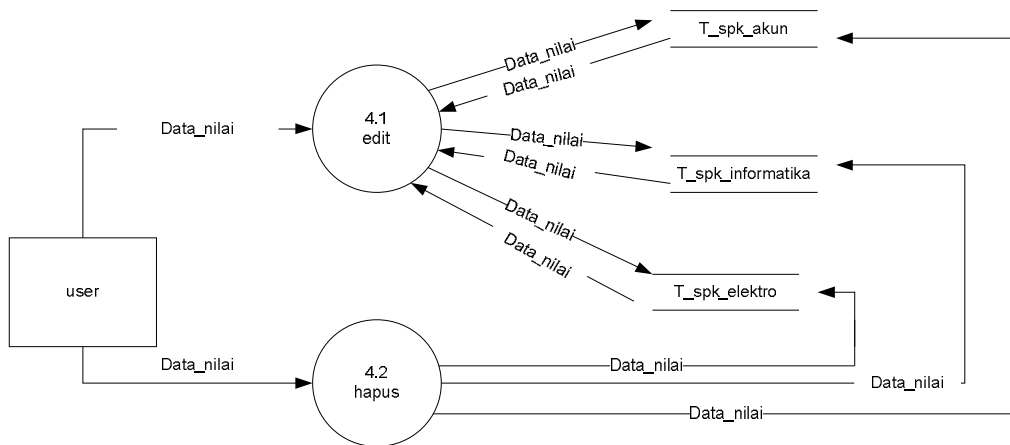 T_spk_akun
Data_nilai
Data_nilai
4.1
edit
Data_nilai
Data_nilai
Data_nilai
T_spk_informatika
Data_nilai
Data_nilai
user
T_spk_elektro
Data_nilai
4.2
hapus
Data_nilai
Data_nilai
Data_nilai